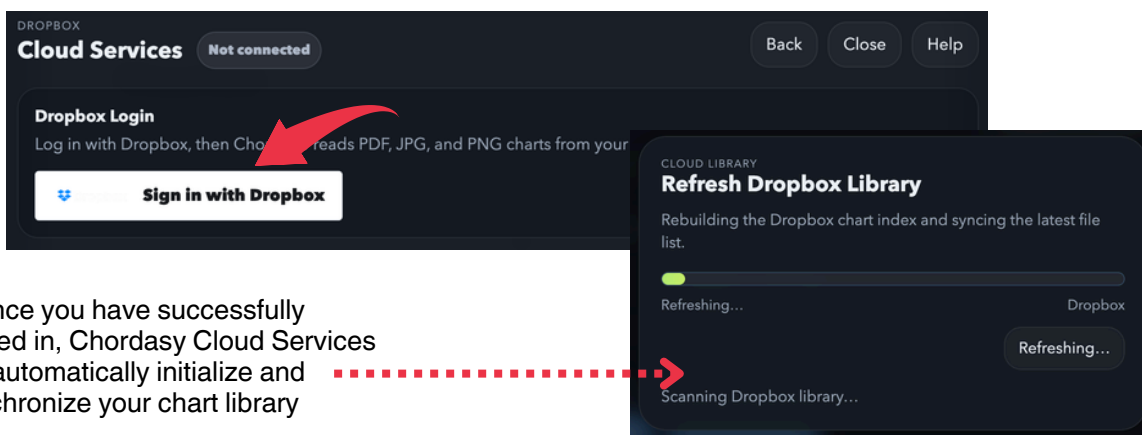 DROPBOX
Cloud Services Not connected Back Close Help
Dropbox Login
Log in with Dropbox, then Cho reads PDF, JPG, and PNG charts from your
Sign in with Dropbox
CLOUD LIBRARY
Refresh Dropbox Library
Rebuilding the Dropbox chart index and syncing the latest file
list.
Refreshing... Dropbox
Refreshing...
Scanning Dropbox library...
nce you have successfully
ed in, Chordasy Cloud Services
automatically initialize and
chronize your chart library